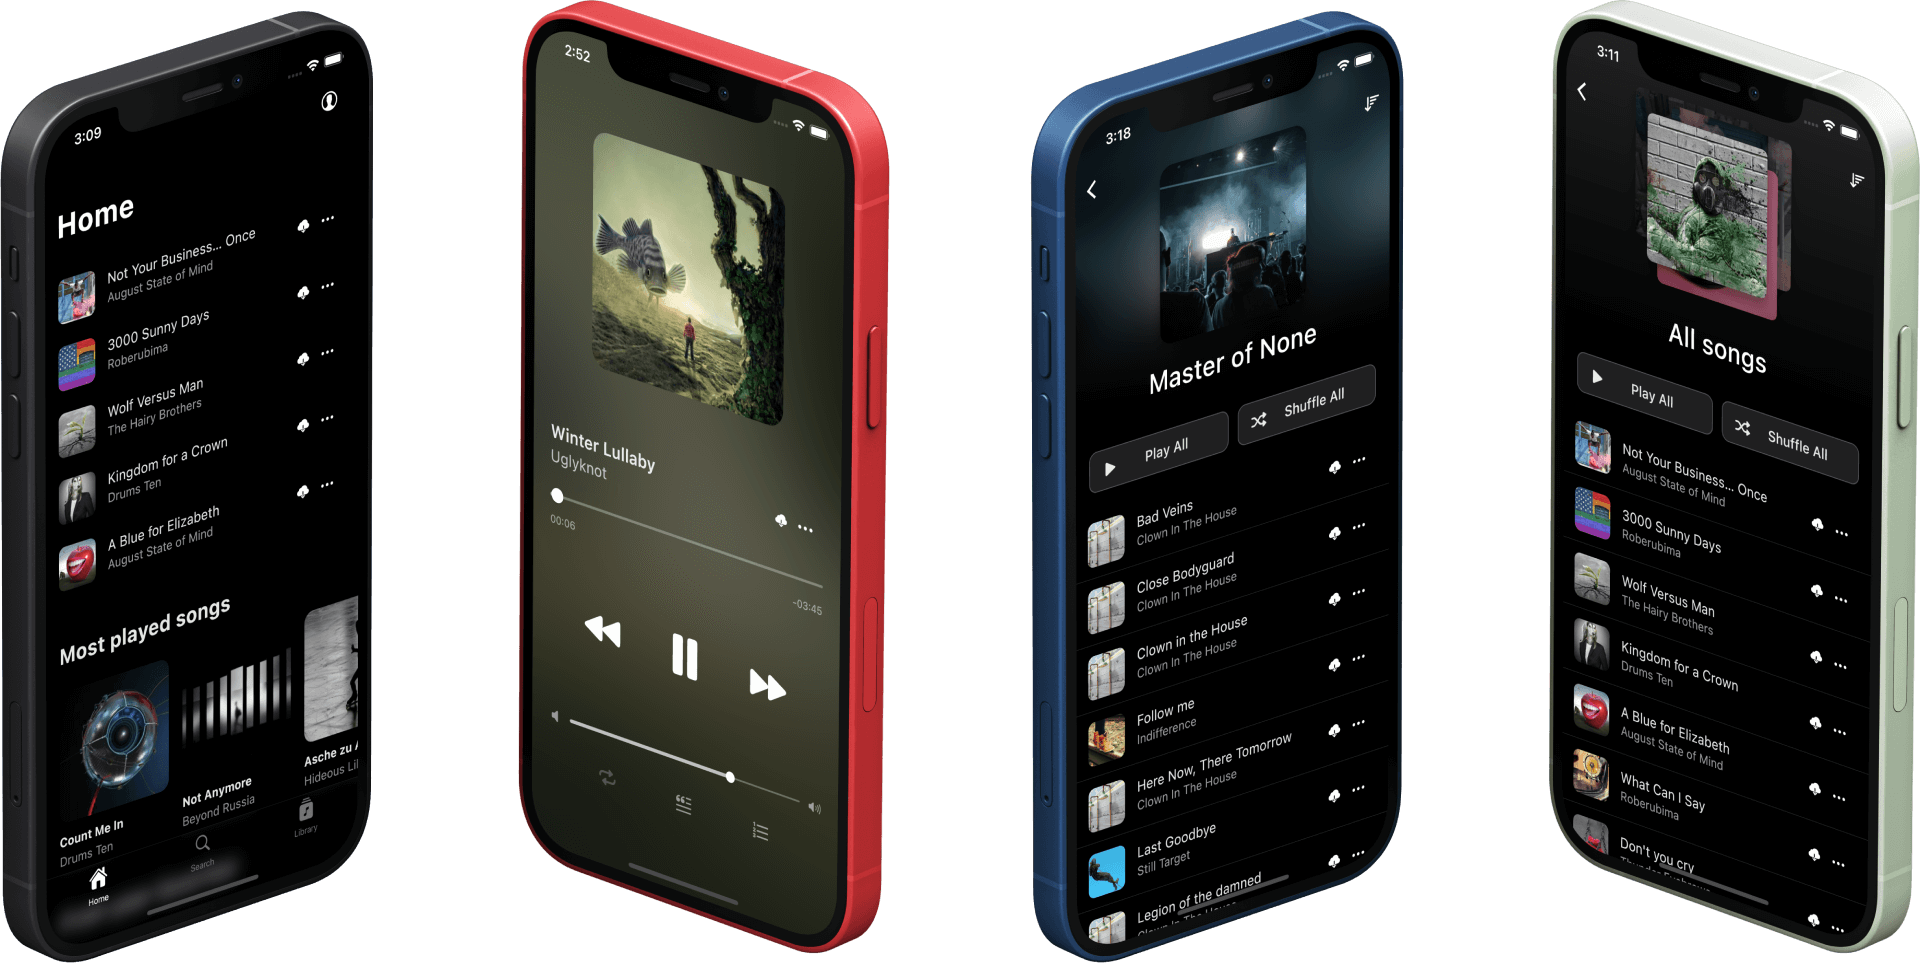 3:09
Home
Not Your Business... Once
August State of Mind
3000 Sunny Days
Roberubima
Wolf Versus Man
The Hairy Brothers
Kingdom for a Crown
Drums Ten
A Blue for Elizabeth
August State of Mind
Most played songs
Count Me In
Drums Ten
Not Anymore
Beyond Russia
Asche zu
Hideous
Home
Search
Library
2:52
Winter Lullaby
Uglyknot
00:06
-03:45
3:18
Master of None
Play All
Shuffle All
Bad Veins
Clown In The House
Close Bodyguard
Clown In The House
Clown in the House
Clown In The House
Follow me
Indifference
Here Now, There Tomorrow
Clown In The House
Last Goodbye
Still Target
Legion of the damned
Clown In The House
3:11
All songs
Play All
Shuffle All
Not Your Business... Once
August State of Mind
3000 Sunny Days
Roberubima
Wolf Versus Man
The Hairy Brothers
Kingdom for a Crown
Drums Ten
A Blue for Elizabeth
August State of Mind
What Can I Say
Roberubima
Don't you cry